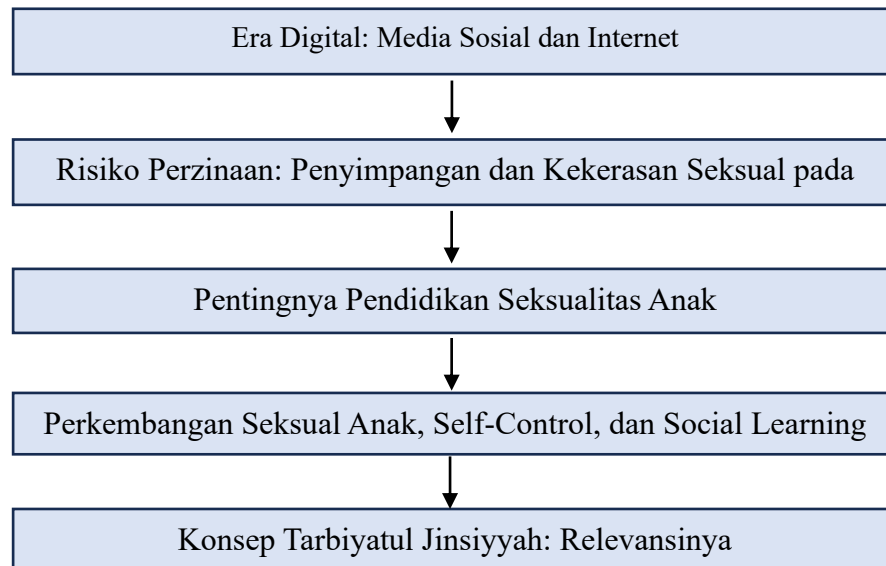 Era Digital: Media Sosial dan Internet
Risiko Perzinaan: Penyimpangan dan Kekerasan Seksual pada
Pentingnya Pendidikan Seksualitas Anak
Perkembangan Seksual Anak, Self-Control, dan Social Learning
Konsep Tarbiyatul Jinsiyyah: Relevansinya